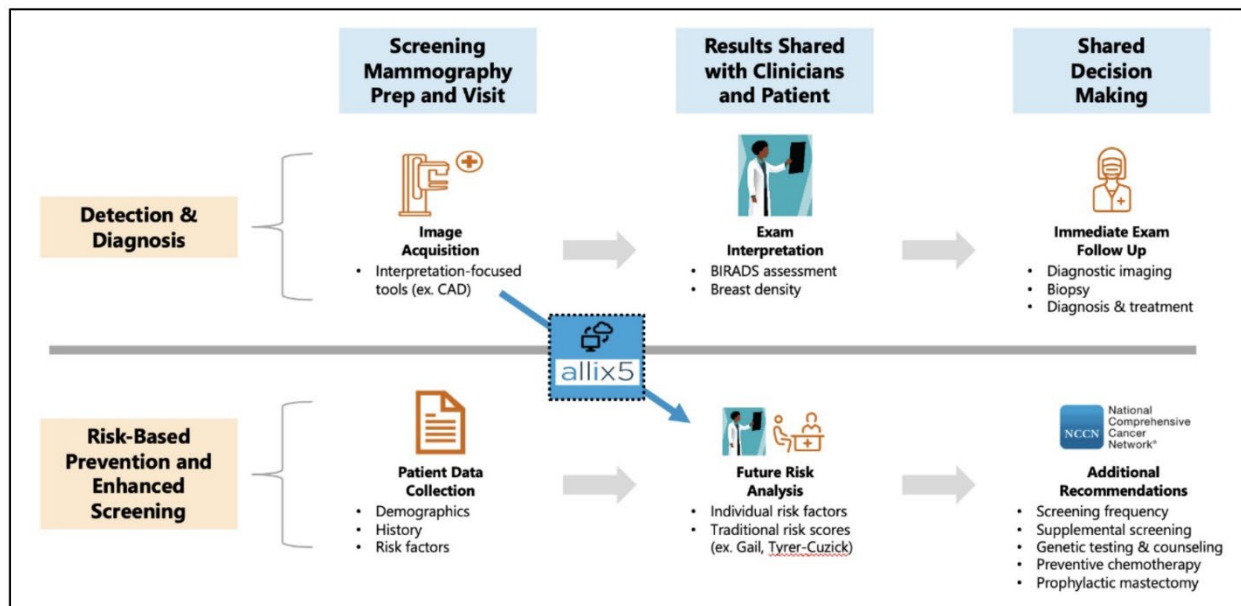 Screening
Mammography
Prep and Visit
Results Shared
with Clinicians
and Patient
Shared
Decision
Making
Detection &
Diagnosis
Image
Acquisition
• Interpretation-focused
tools (ex. CAD)
Exam
Interpretation
• BIRADS assessment
• Breast density
Immediate Exam
Follow Up
• Diagnostic imaging
• Biopsy
• Diagnosis & treatment
allix5
Risk-Based
Prevention and
Enhanced
Screening
Patient Data
Collection
• Demographics
• History
• Risk factors
Future Risk
Analysis
• Individual risk factors
• Traditional risk scores
(ex. Gail, Tyrer-Cuzick)
NCCN
National
Comprehensive
Cancer
Network®
Additional
Recommendations
• Screening frequency
• Supplemental screening
• Genetic testing & counseling
• Preventive chemotherapy
• Prophylactic mastectomy